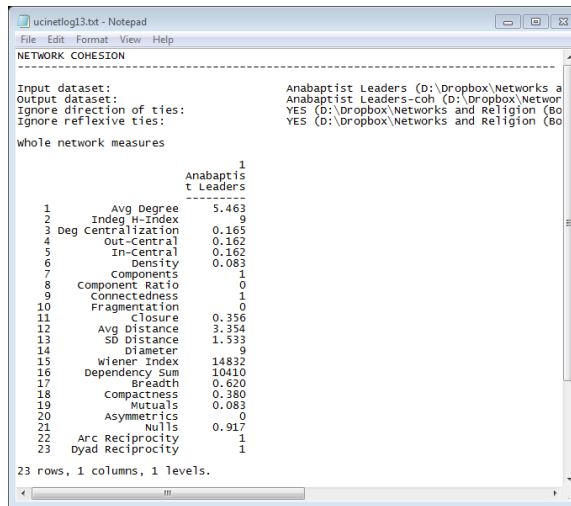 ucinetlog13.txt - Notepad
File Edit Format View Help
NETWORK COHESION
--------------------------------------------------------------------------------
Input dataset: Anabaptist Leaders (D:\Dropbox\Networks a
Output dataset: Anabaptist Leaders-coh (D:\Dropbox\Networ
Ignore direction of ties: YES (D:\Dropbox\Networks and Religion (Bo
Ignore reflexive ties: YES (D:\Dropbox\Networks and Religion (Bo
Whole network measures
1
Anabaptis
t Leaders
---------
1 Avg Degree 5.463
2 Indeg H-Index 9
3 Deg Centralization 0.165
4 Out-Central 0.162
5 In-Central 0.162
6 Density 0.083
7 Components 1
8 Component Ratio 0
9 Connectedness 1
10 Fragmentation 0
11 Closure 0.356
12 Avg Distance 3.354
13 SD Distance 1.533
14 Diameter 9
15 Wiener Index 14832
16 Dependency Sum 10410
17 Breadth 0.620
18 Compactness 0.380
19 Mutuals 0.083
20 Asymmetrics 0
21 Nulls 0.917
22 Arc Reciprocity 1
23 Dyad Reciprocity 1
23 rows, 1 columns, 1 levels.